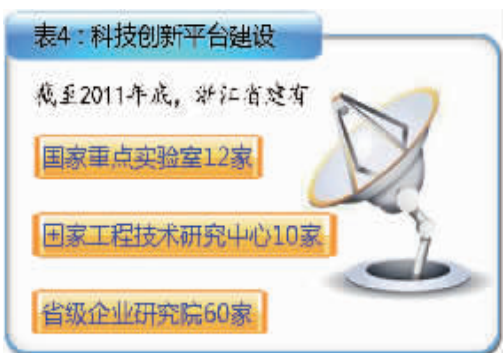 表4：科技创新平台建设
截至2011年底，浙江省建有
国家重点实验室12家
国家工程技术研究中心10家
省级企业研究院60家